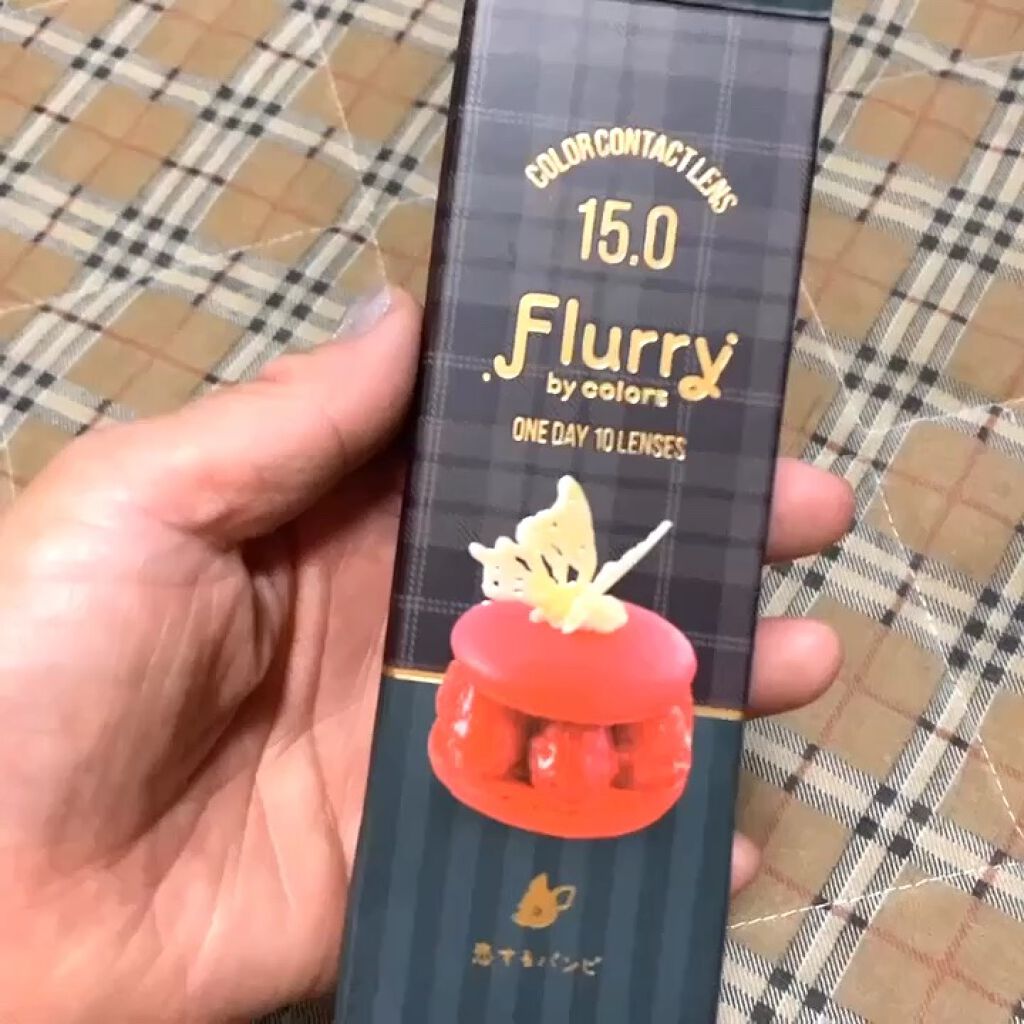 COLOR CONTACT LENS
15.0
Flurry
by colors
ONE DAY 10 LENSES
恋するバンビ